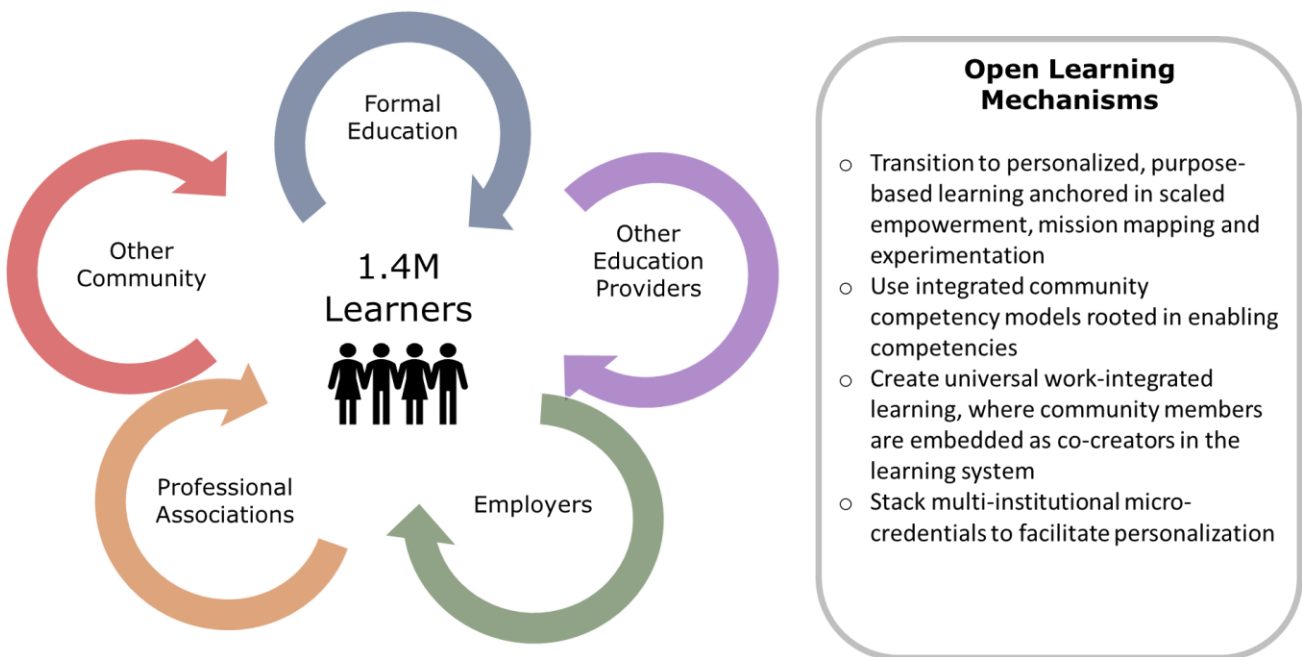 Formal
Education
Other
Community
Other
Education
Providers
1.4M
Learners
Professional
Associations
Employers
Open Learning
Mechanisms
o Transition to personalized, purpose-
based learning anchored in scaled
empowerment, mission mapping and
experimentation
o Use integrated community
competency models rooted in enabling
competencies
o Create universal work-integrated
learning, where community members
are embedded as co-creators in the
learning system
o Stack multi-institutional micro-
credentials to facilitate personalization